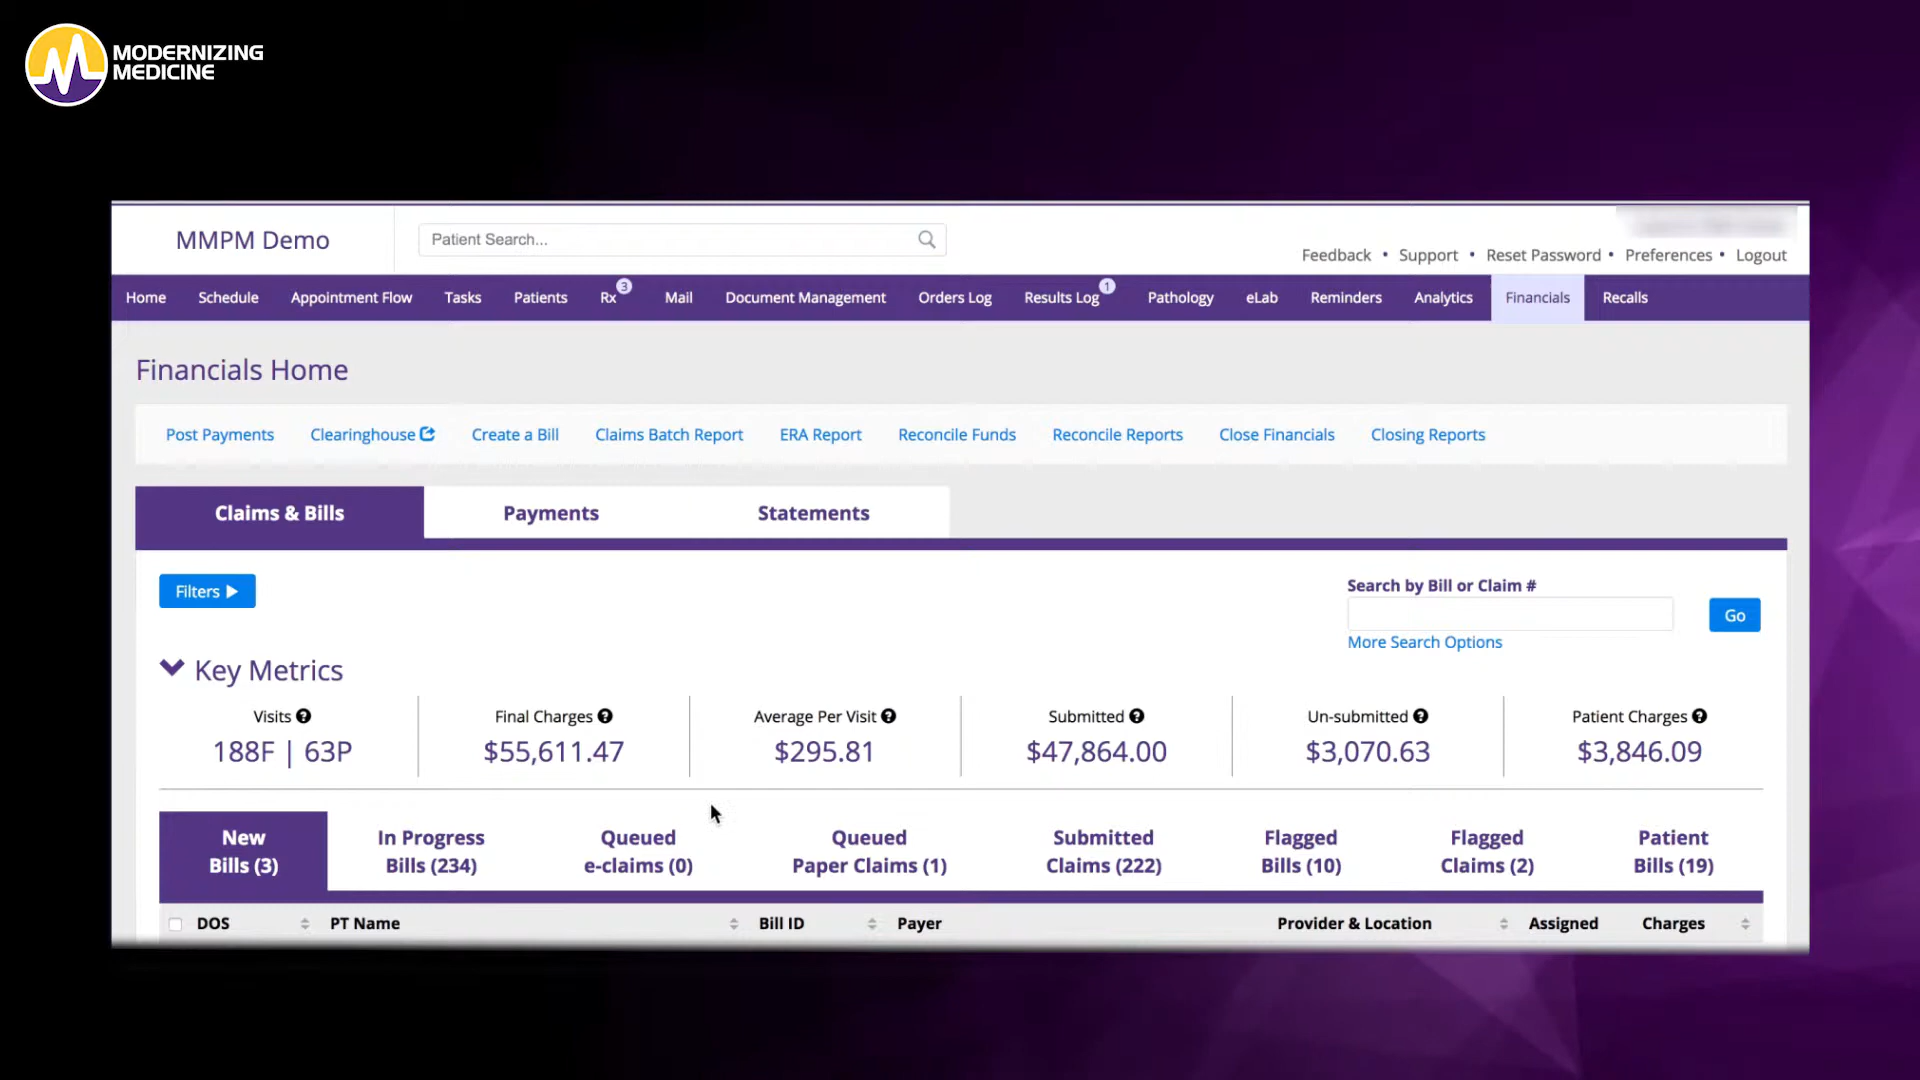 MODERNIZING
MEDICINE
MMPM Demo
Patient Search...
Feedback • Support • Reset Password • Preferences • Logout
Home Schedule Appointment Flow Tasks Patients Rx 3 Mail Document Management Orders Log Results Log 1 Pathology eLab Reminders Analytics Financials Recalls
Financials Home
Post Payments Clearinghouse Create a Bill Claims Batch Report ERA Report Reconcile Funds Reconcile Reports Close Financials Closing Reports
Claims & Bills Payments Statements
Filters
Search by Bill or Claim #
Go
More Search Options
Key Metrics
Visits ? Final Charges ? Average Per Visit ? Submitted ? Un-submitted ? Patient Charges ?
188F | 63P $55,611.47 $295.81 $47,864.00 $3,070.63 $3,846.09
New In Progress Queued Queued Submitted Flagged Flagged Patient
Bills (3) Bills (234) e-claims (0) Paper Claims (1) Claims (222) Bills (10) Claims (2) Bills (19)
DOS PT Name Bill ID Payer Provider & Location Assigned Charges